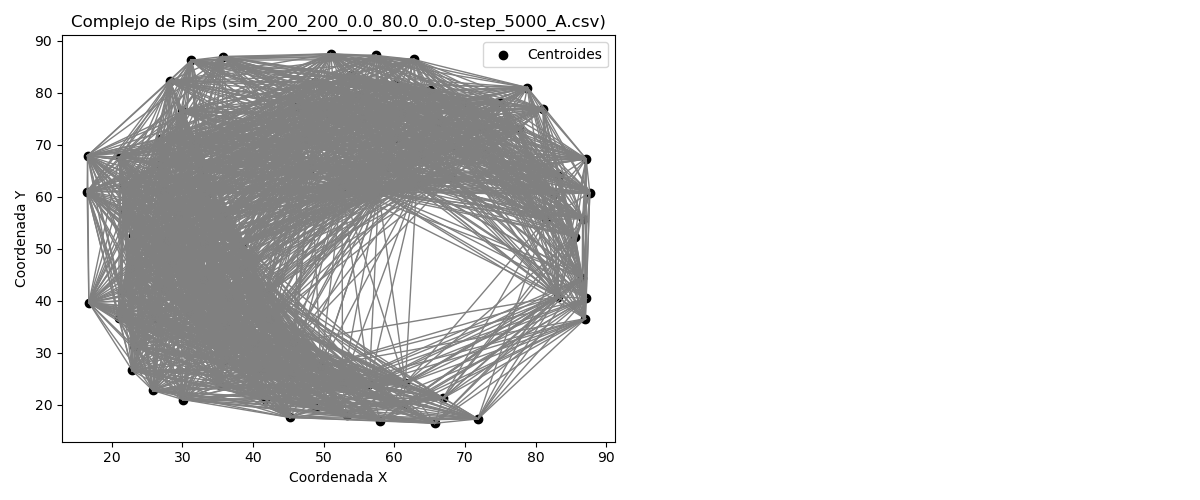 Complejo de Rips (sim_200_200_0.0_80.0_0.0-step_5000_A.csv)
90
80
70
60
50
40
30
20
Coordenada Y
Centroides
20 30 40 50 60 70 80 90
Coordenada X